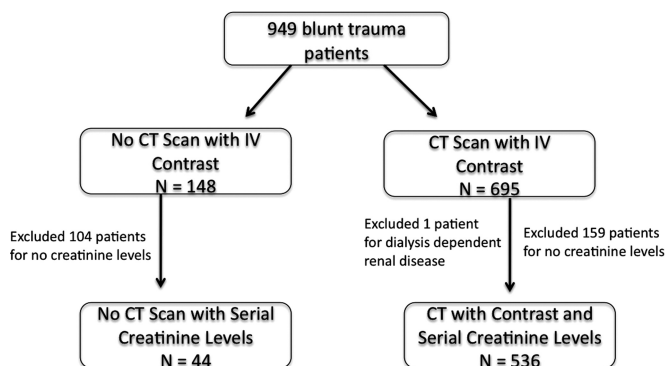 949 blunt trauma
patients
No CT Scan with IV
Contrast
N = 148
CT Scan with IV
Contrast
N = 695
Excluded 104 patients
for no creatinine levels
Excluded 1 patient
for dialysis dependent
renal disease
Excluded 159 patients
for no creatinine levels
No CT Scan with Serial
Creatinine Levels
N = 44
CT with Contrast and
Serial Creatinine Levels
N = 536